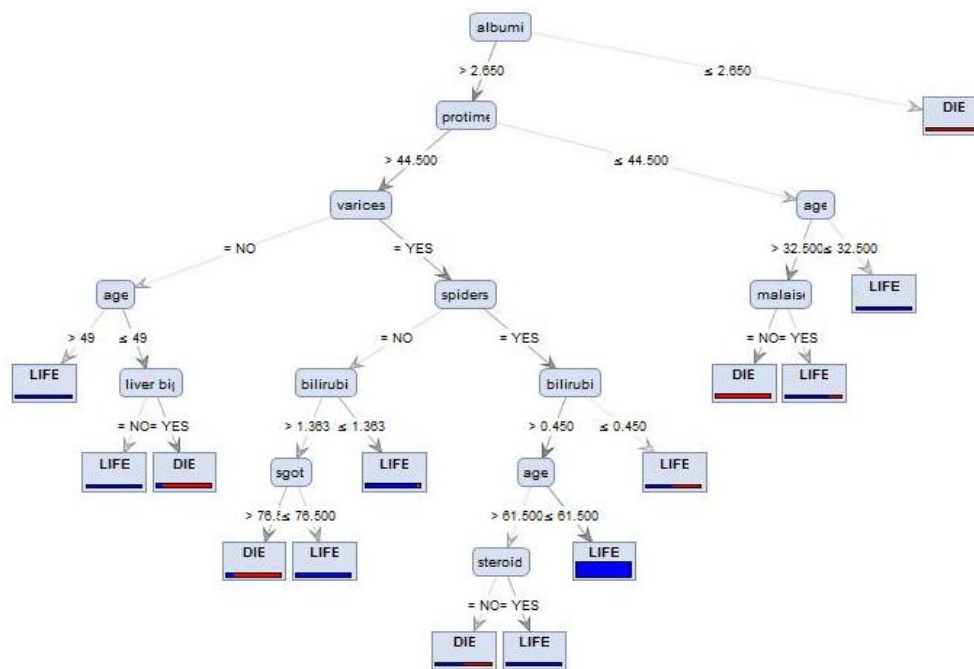 albumi
> 2.650
≤ 2.650
protime
DIE
> 44.500
≤ 44.500
varices
age
= NO
= YES
> 32.500
≤ 32.500
age
spiders
malaise
LIFE
> 49
≤ 49
= NO
= YES
= NO
= YES
LIFE
liver big
bilirubi
bilirubi
DIE
LIFE
= NO
= YES
> 1.363
≤ 1.363
> 0.450
≤ 0.450
LIFE
DIE
sgot
LIFE
age
LIFE
> 76.5
≤ 76.500
> 61.500
≤ 61.500
DIE
LIFE
steroid
LIFE
= NO
= YES
DIE
LIFE